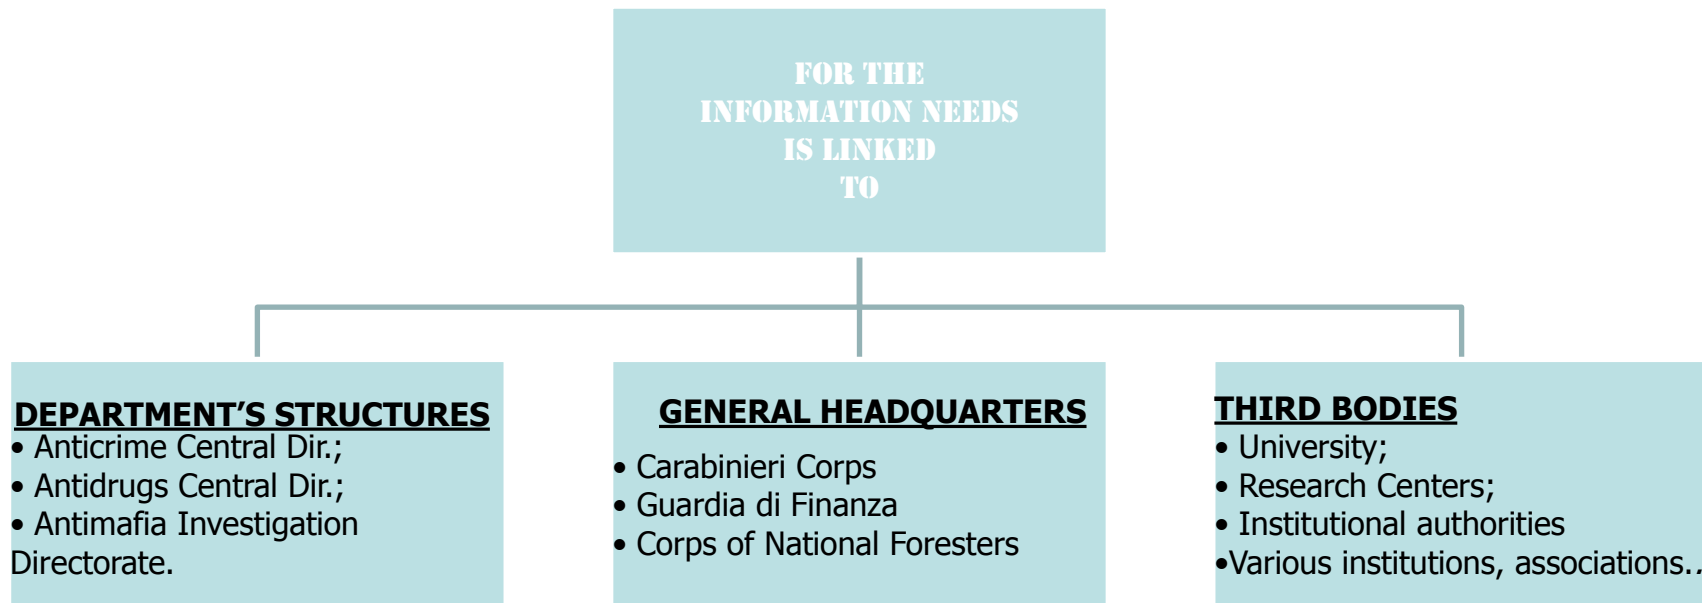 FOR THE
INFORMATION NEEDS
IS LINKED
TO
DEPARTMENT'S STRUCTURES
• Anticrime Central Dir.;
• Antidrugs Central Dir.;
• Antimafia Investigation
Directorate.
GENERAL HEADQUARTERS
• Carabinieri Corps
• Guardia di Finanza
• Corps of National Foresters
THIRD BODIES
• University;
• Research Centers;
• Institutional authorities
•Various institutions, associations..